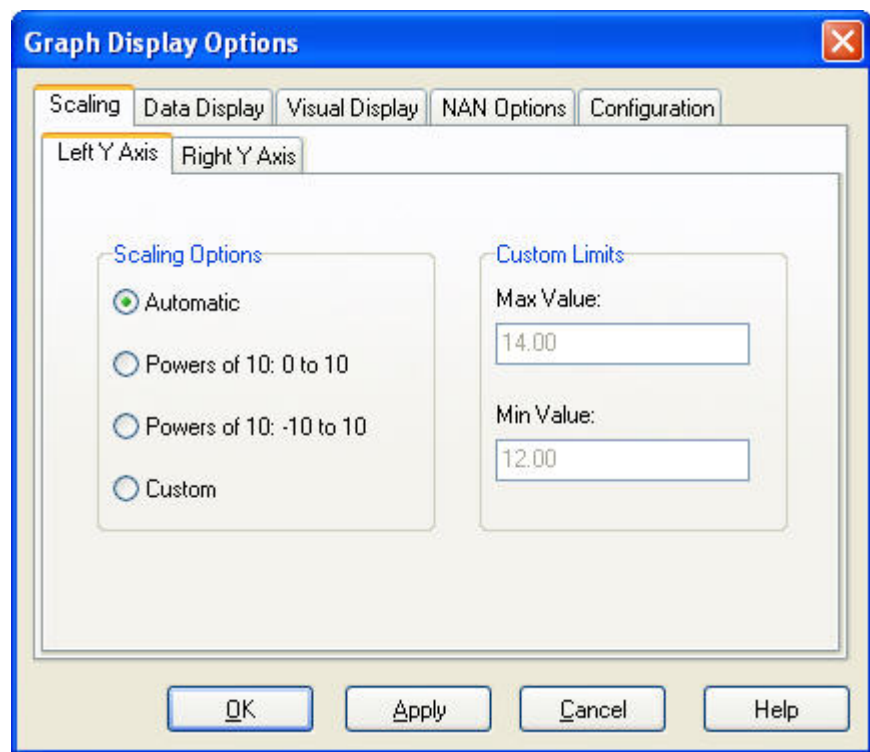 Graph Display Options
Scaling Data Display Visual Display NAN Options Configuration
Left Y Axis Right Y Axis
Scaling Options
Automatic
Powers of 10: 0 to 10
Powers of 10: -10 to 10
Custom
Custom Limits
Max Value:
14.00
Min Value:
12.00
OK Apply Cancel Help